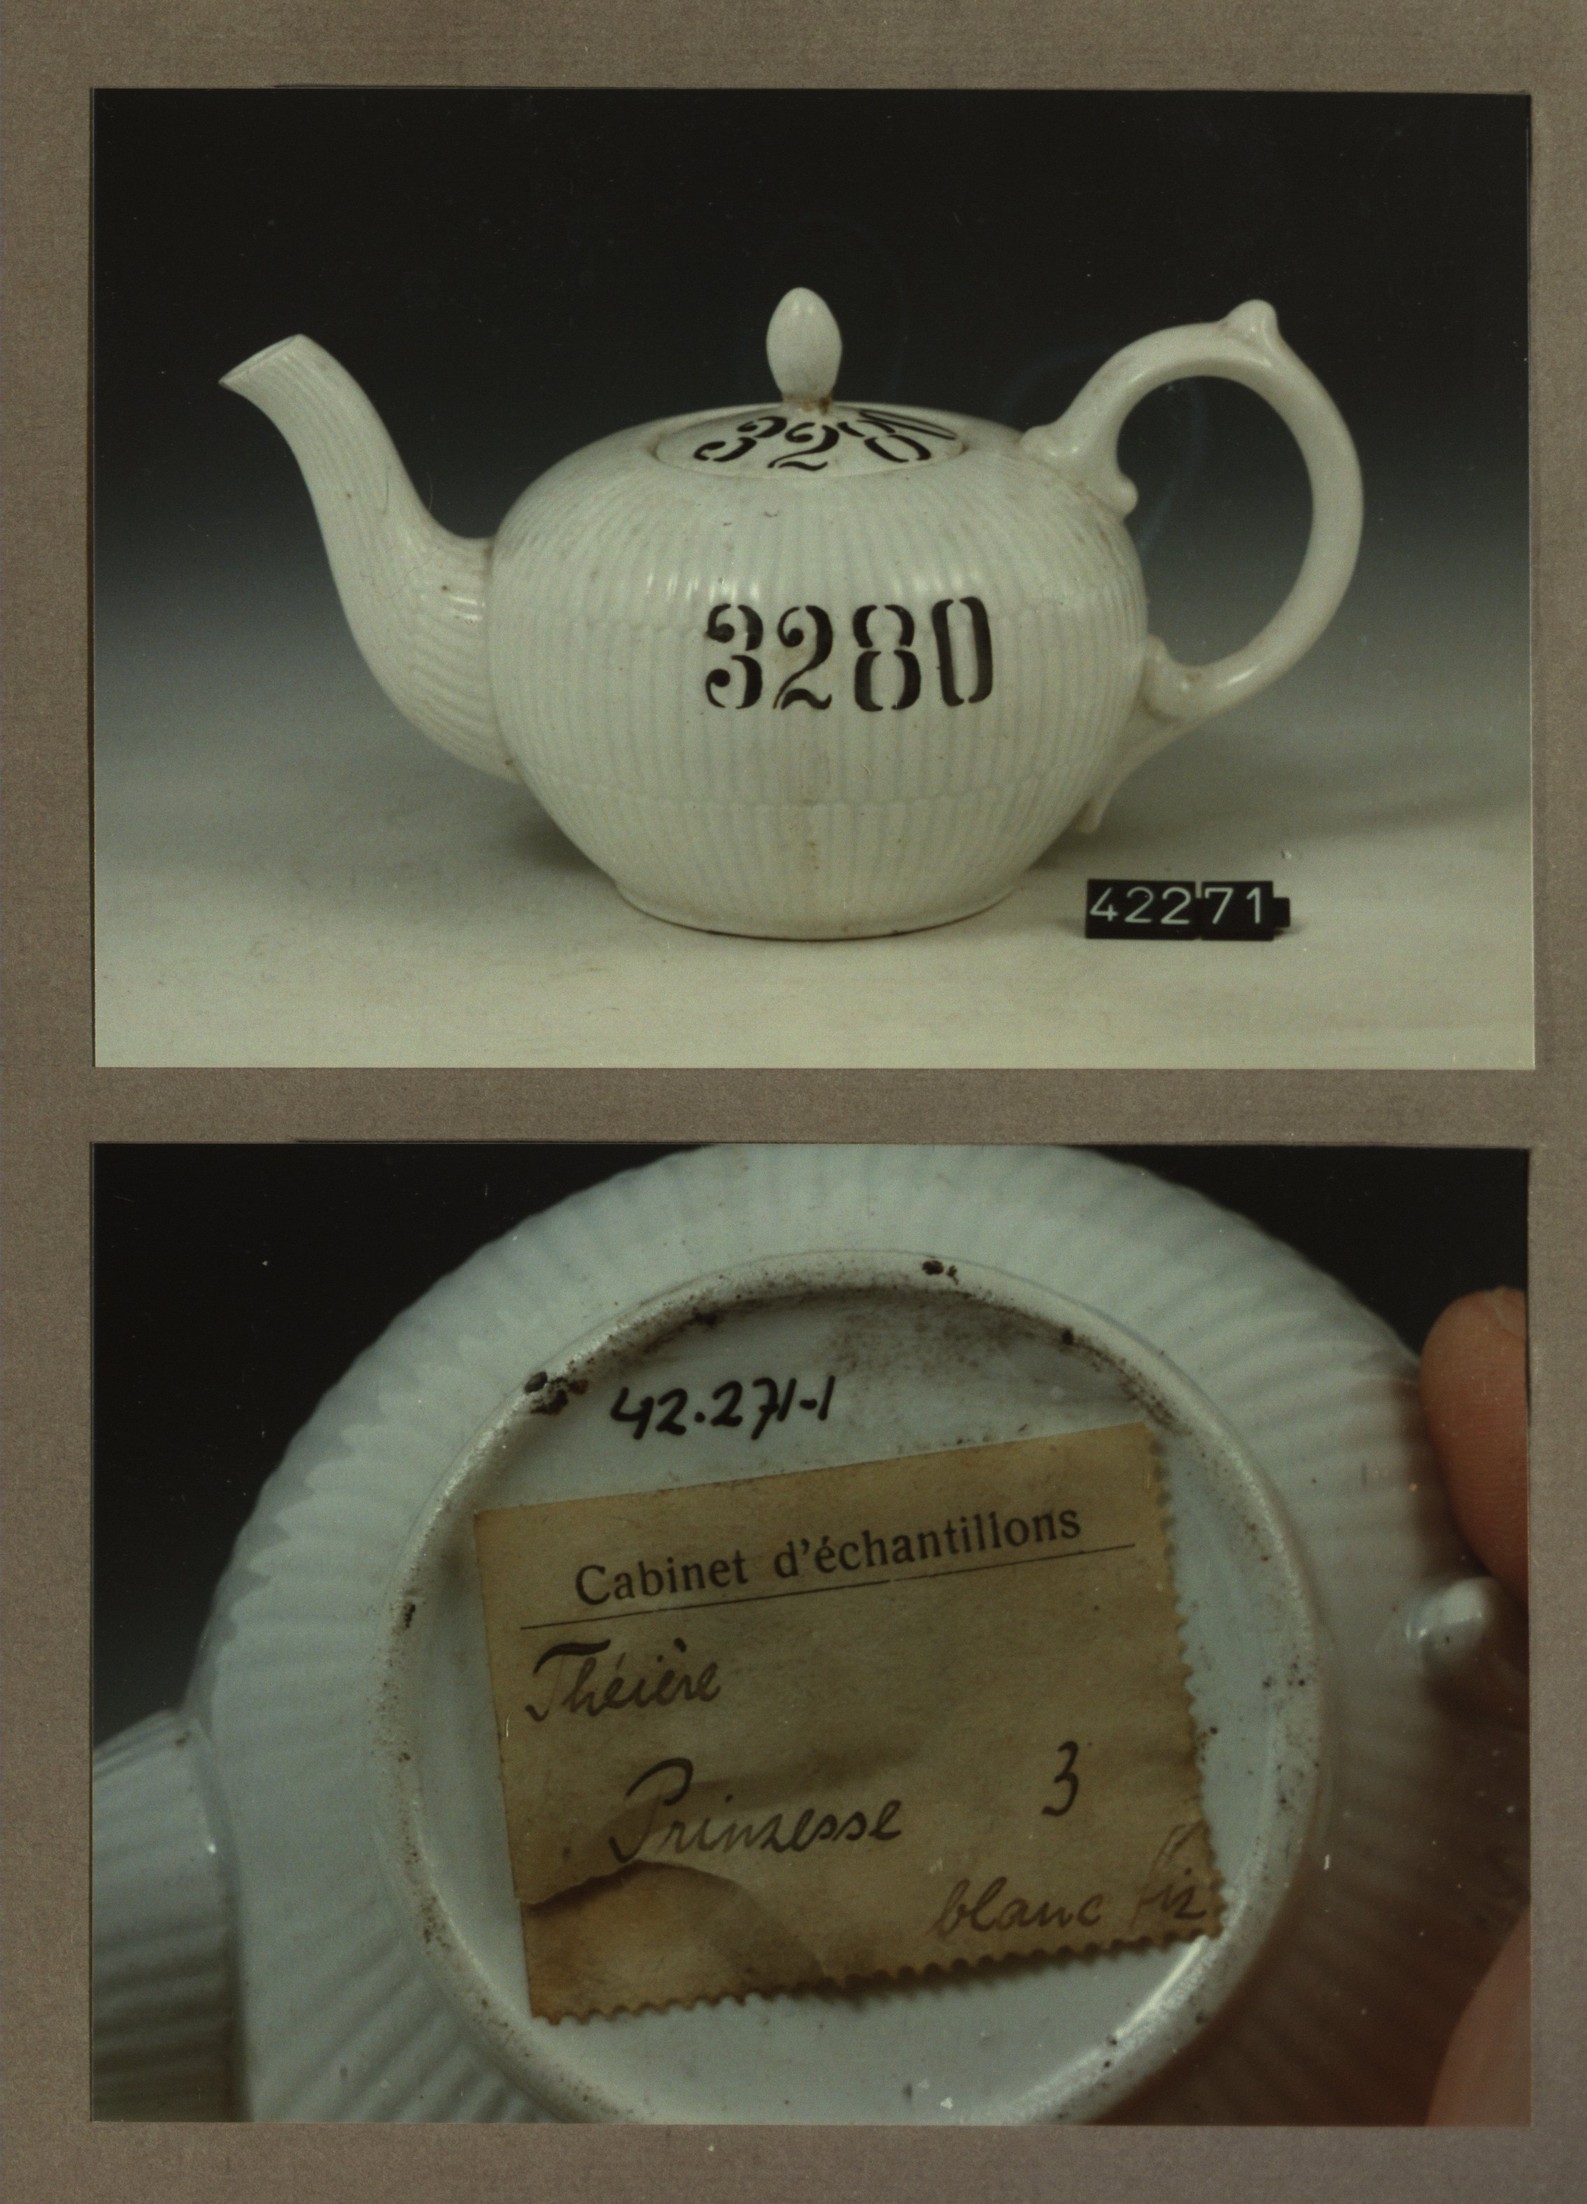 3280
3280
42271
42.271-1
Cabinet d'échantillons
Théière
Prinzesse 3
blanc